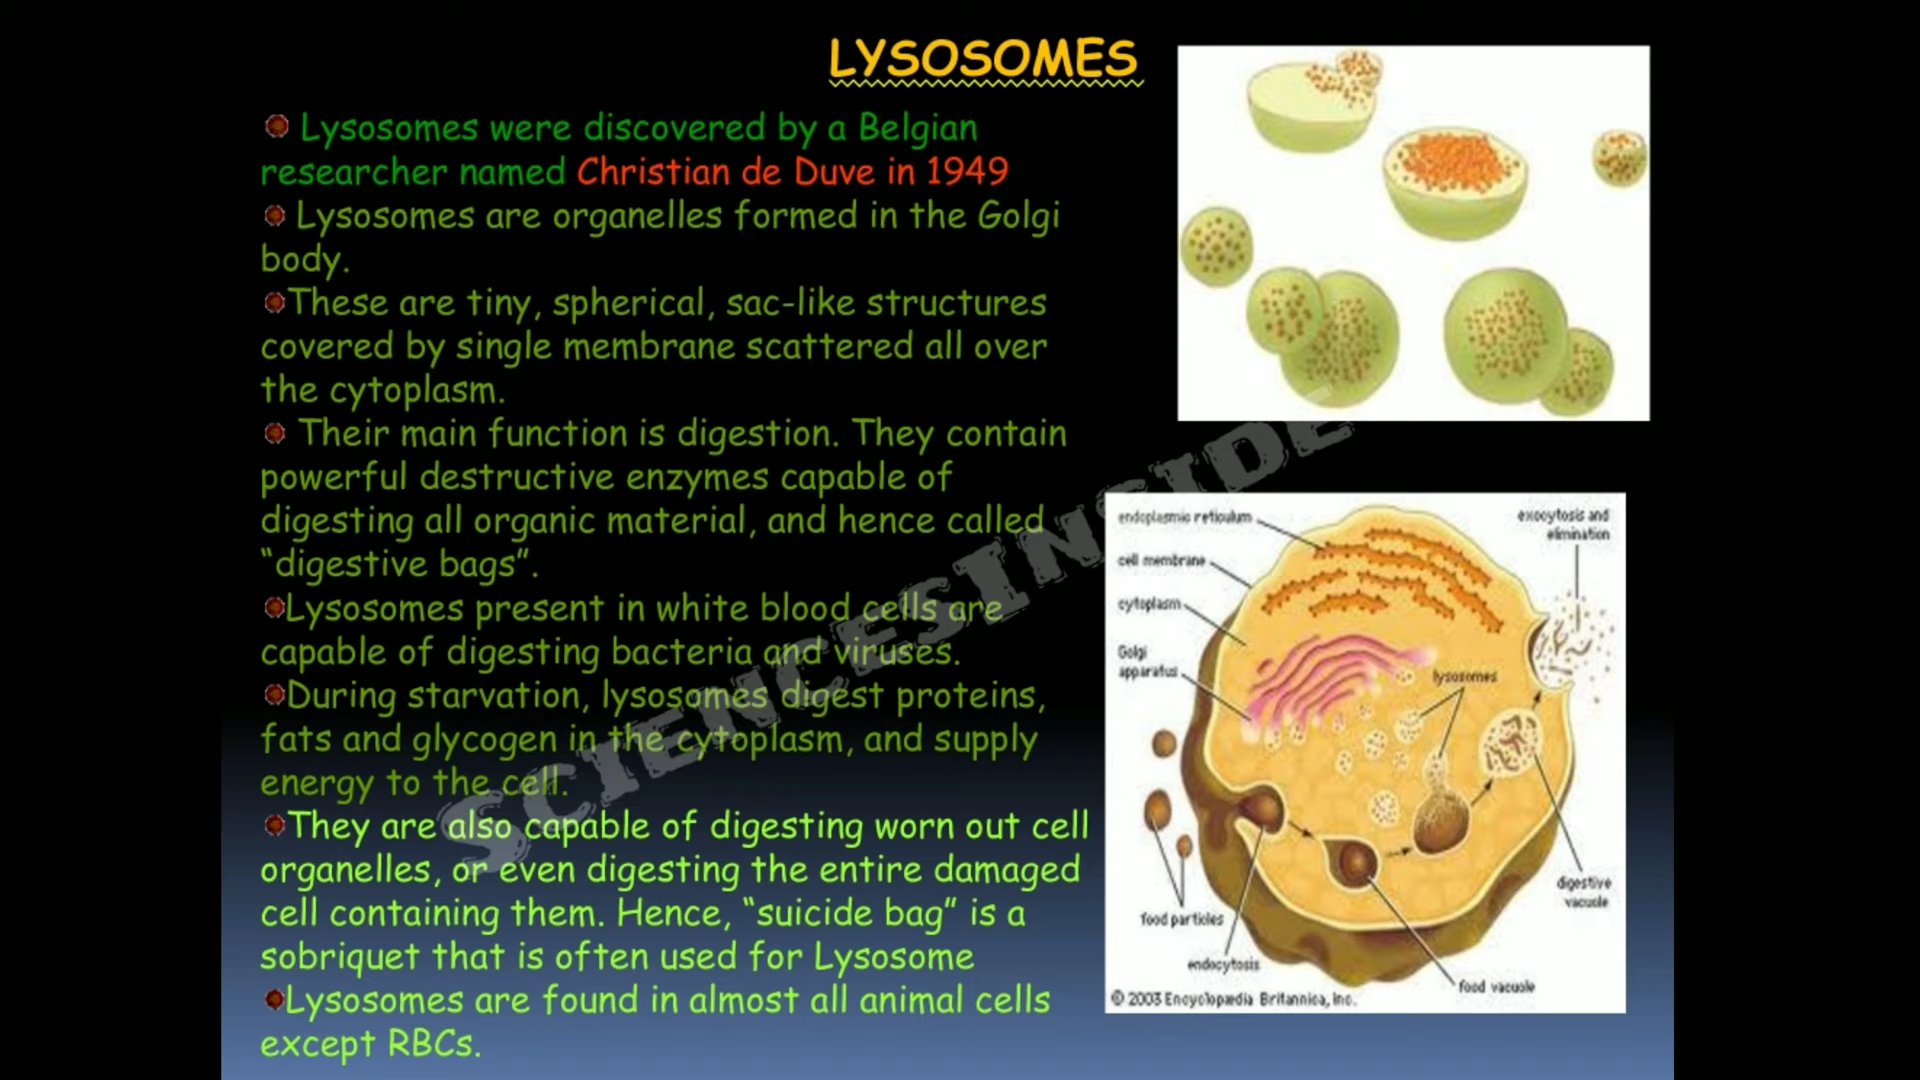 LYSOSOMES
Lysosomes were discovered by a Belgian
researcher named Christian de Duve in 1949
Lysosomes are organelles formed in the Golgi
body.
These are tiny, spherical, sac-like structures
covered by single membrane scattered all over
the cytoplasm.
Their main function is digestion. They contain
powerful destructive enzymes capable of
digesting all organic material, and hence called
“digestive bags”.
Lysosomes present in white blood cells are
capable of digesting bacteria and viruses.
During starvation, lysosomes digest proteins,
fats and glycogen in the cytoplasm, and supply
energy to the cell.
They are also capable of digesting worn out cell
organelles, or even digesting the entire damaged
cell containing them. Hence, “suicide bag” is a
sobriquet that is often used for Lysosome
Lysosomes are found in almost all animal cells
except RBCs.
SCIENCESINSIDE
endoplasmic reticulum
cell membrane
cytoplasm
Golgi
apparatus
exocytosis and
elimination
lysosomes
digestive
vacuole
food particles
endocytosis
food vacuole
© 2003 Encyclopædia Britannica, Inc.